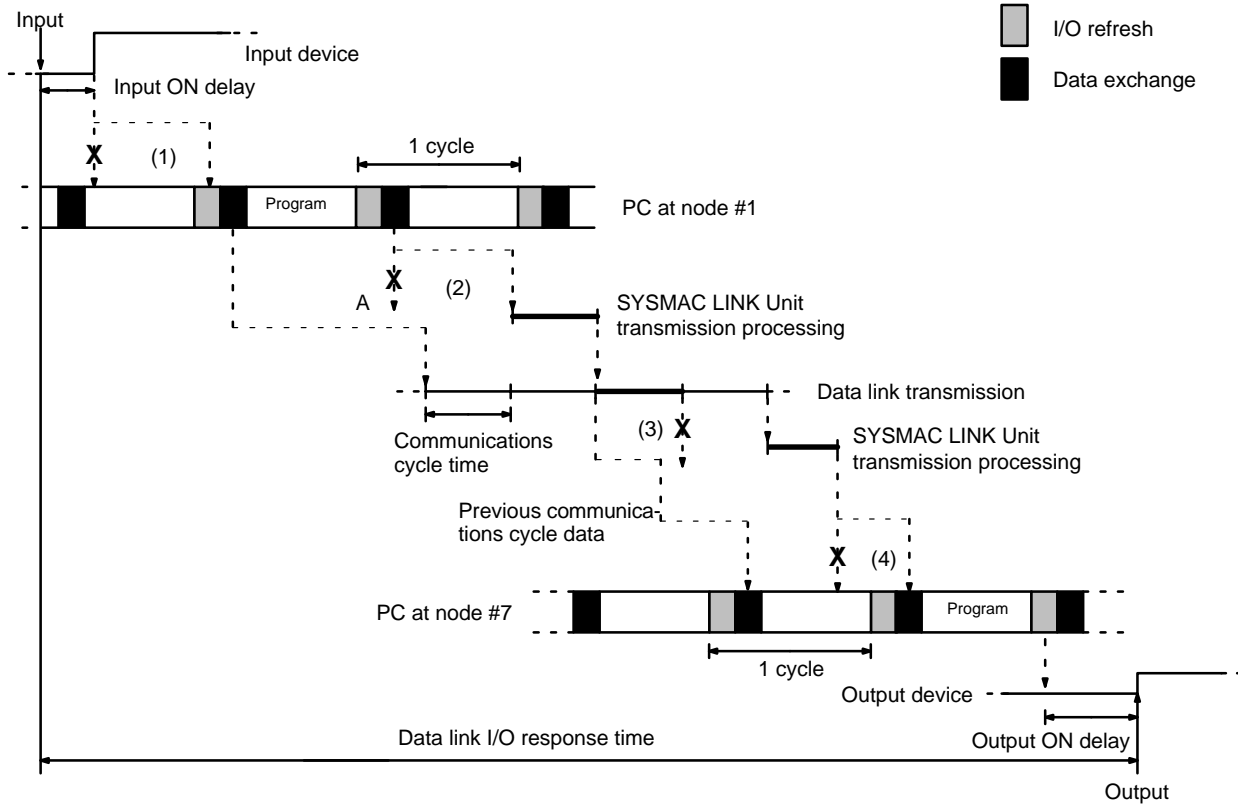 Input
I/O refresh
Input device
Data exchange
Input ON delay
X
(1)
1 cycle
Program
PC at node #1
X
A
(2)
SYSMAC LINK Unit
transmission processing
Data link transmission
Communications
cycle time
(3)
X
SYSMAC LINK Unit
transmission processing
Previous communica-
tions cycle data
X
(4)
PC at node #7
Program
1 cycle
Output device
Data link I/O response time
Output ON delay
Output